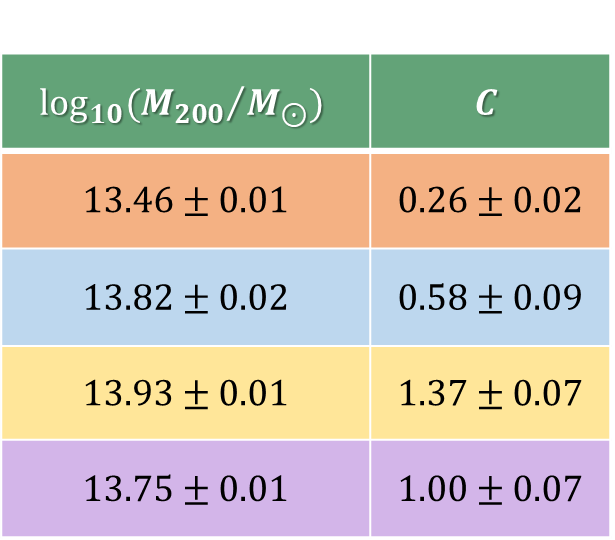 log₁₀(M₂₀₀/M☉) C
13.46 ± 0.01 0.26 ± 0.02
13.82 ± 0.02 0.58 ± 0.09
13.93 ± 0.01 1.37 ± 0.07
13.75 ± 0.01 1.00 ± 0.07